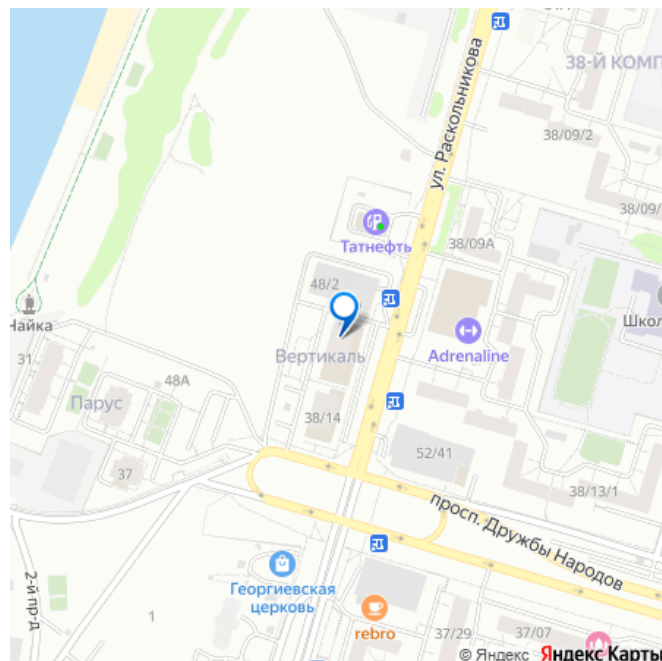 38-Й КОМП
ул. Раскольникова
38/09/2
38/09/
Татнефть
38/09А
48/2
Школ
Чайка
Вертикаль
Adrenaline
31
48А
Парус
38/14
52/41
37
38/13/1
просп. Дружбы Народов
2-й пр-д
Георгиевская
церковь
1
rebro
37/29
37/07
© Яндекс Яндекс Карты